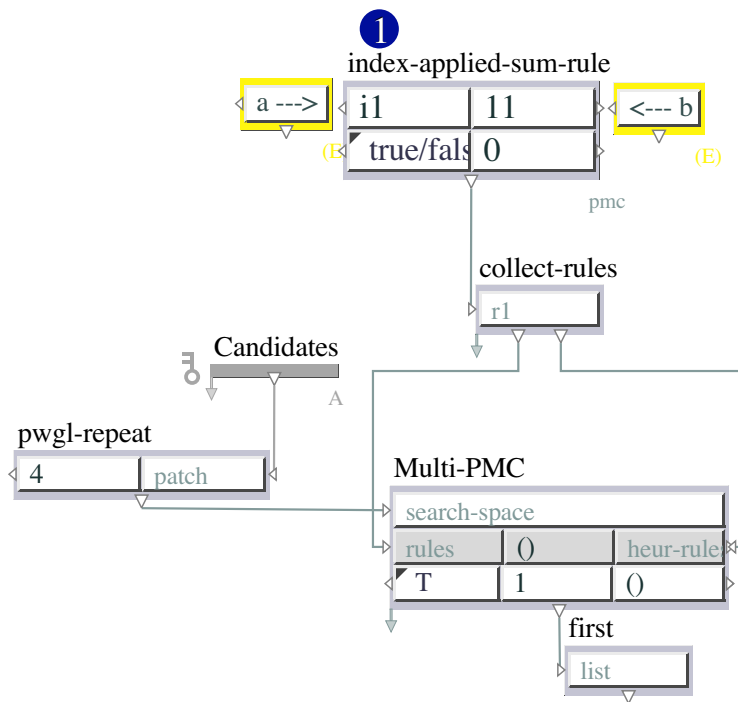 1
index-applied-sum-rule
a --->
i1
11
<--- b
(E
true/fals
0
(E)
pmc
collect-rules
r1
Candidates
A
pwgl-repeat
4
patch
Multi-PMC
search-space
rules
()
heur-rule
T
1
()
first
list